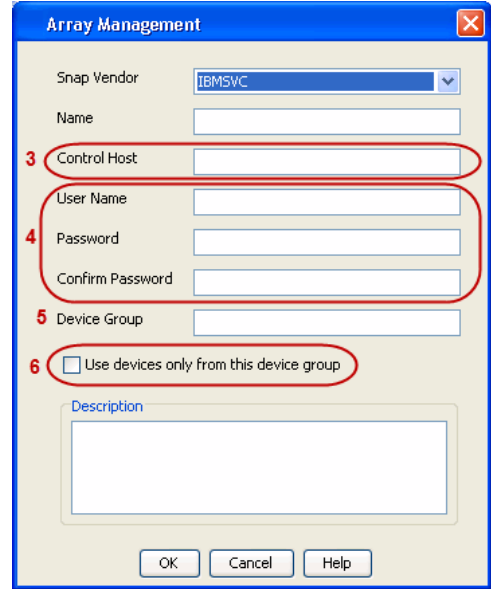 Array Management
Snap Vendor IBMSVC
Name
3 Control Host
User Name
4 Password
Confirm Password
5 Device Group
6 Use devices only from this device group
Description
OK Cancel Help